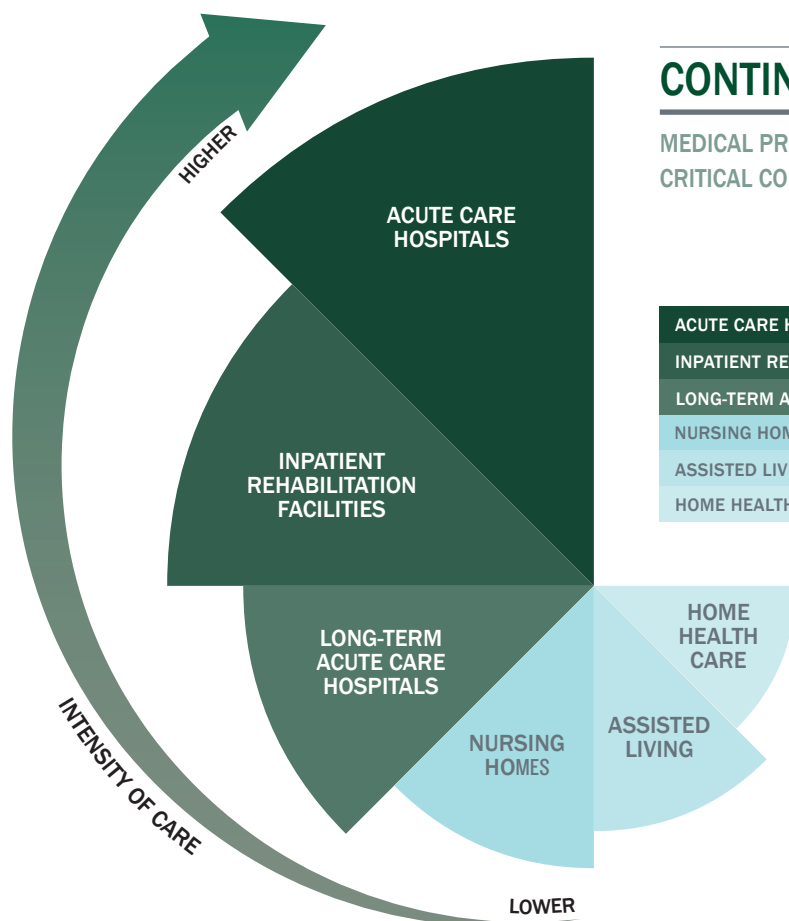 HIGHER
CONTIN
MEDICAL PR
CRITICAL CO
ACUTE CARE
HOSPITALS
ACUTE CARE H
INPATIENT RE
LONG-TERM A
NURSING HOM
ASSISTED LIV
HOME HEALTH
INPATIENT
REHABILITATION
FACILITIES
LONG-TERM
ACUTE CARE
HOSPITALS
NURSING
HOMES
ASSISTED
LIVING
HOME
HEALTH
CARE
INTENSITY OF CARE
LOWER